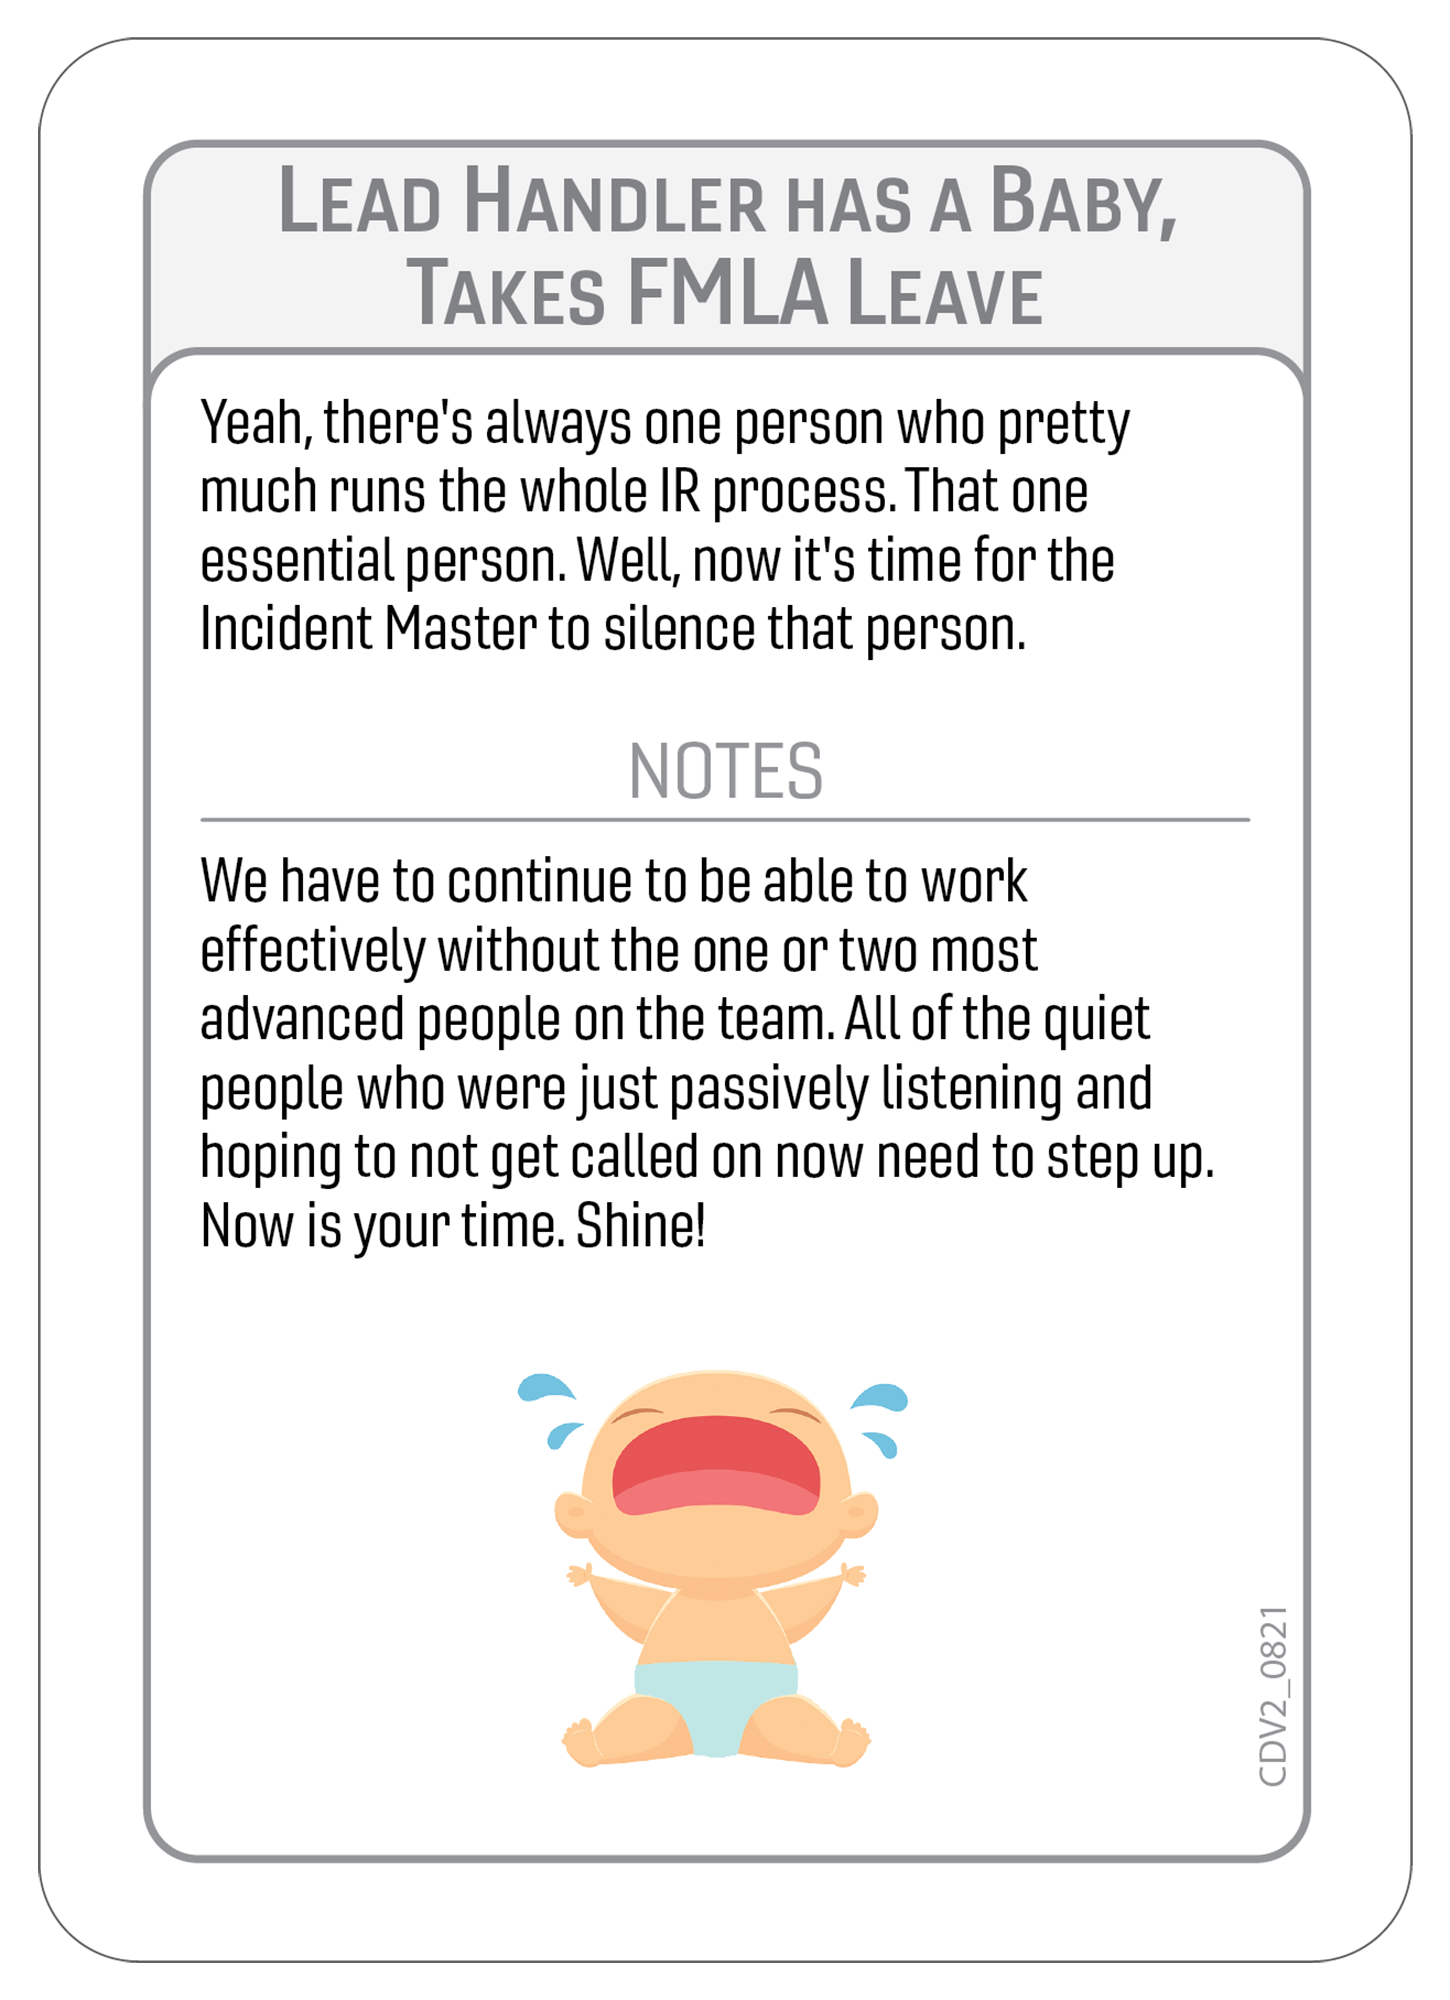 Lead Handler has a Baby,
Takes FMLA Leave
Yeah, there's always one person who pretty
much runs the whole IR process. That one
essential person. Well, now it's time for the
Incident Master to silence that person.
NOTES
We have to continue to be able to work
effectively without the one or two most
advanced people on the team. All of the quiet
people who were just passively listening and
hoping to not get called on now need to step up.
Now is your time. Shine!
CDV2_0821